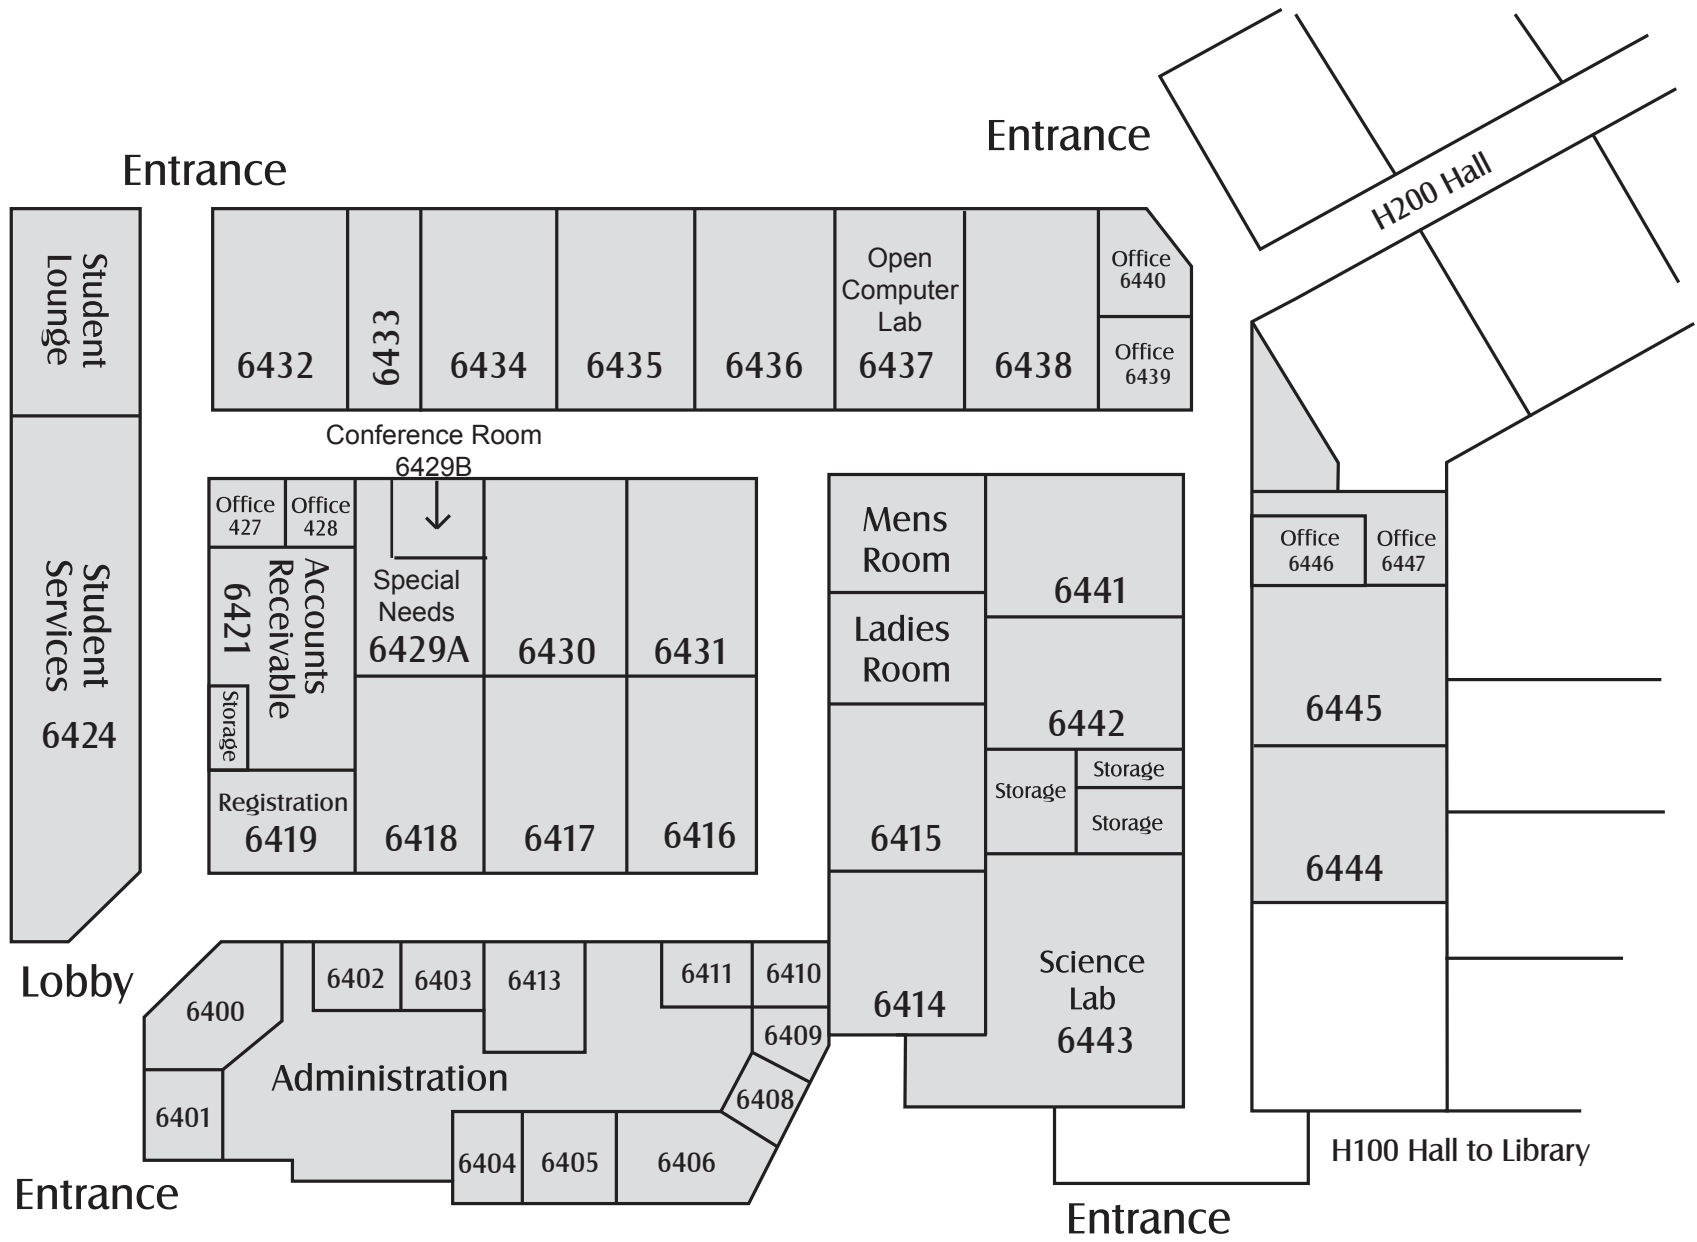 Entrance
Entrance
H200 Hall
Student
Lounge
6432
6433
6434
6435
6436
Open
Computer
Lab
6437
6438
Office
6440
Office
6439
Conference Room
6429B
Office
427
Office
428
Accounts
Receivable
6421
Storage
Special
Needs
6429A
6430
6431
Mens
Room
Ladies
Room
6441
6442
Office
6446
Office
6447
6445
6444
Student
Services
6424
Registration
6419
6418
6417
6416
6415
Storage
Storage
Storage
6414
Science
Lab
6443
Lobby
6400
6402
6403
6413
6411
6410
6409
6408
Administration
6401
6404
6405
6406
Entrance
H100 Hall to Library
Entrance